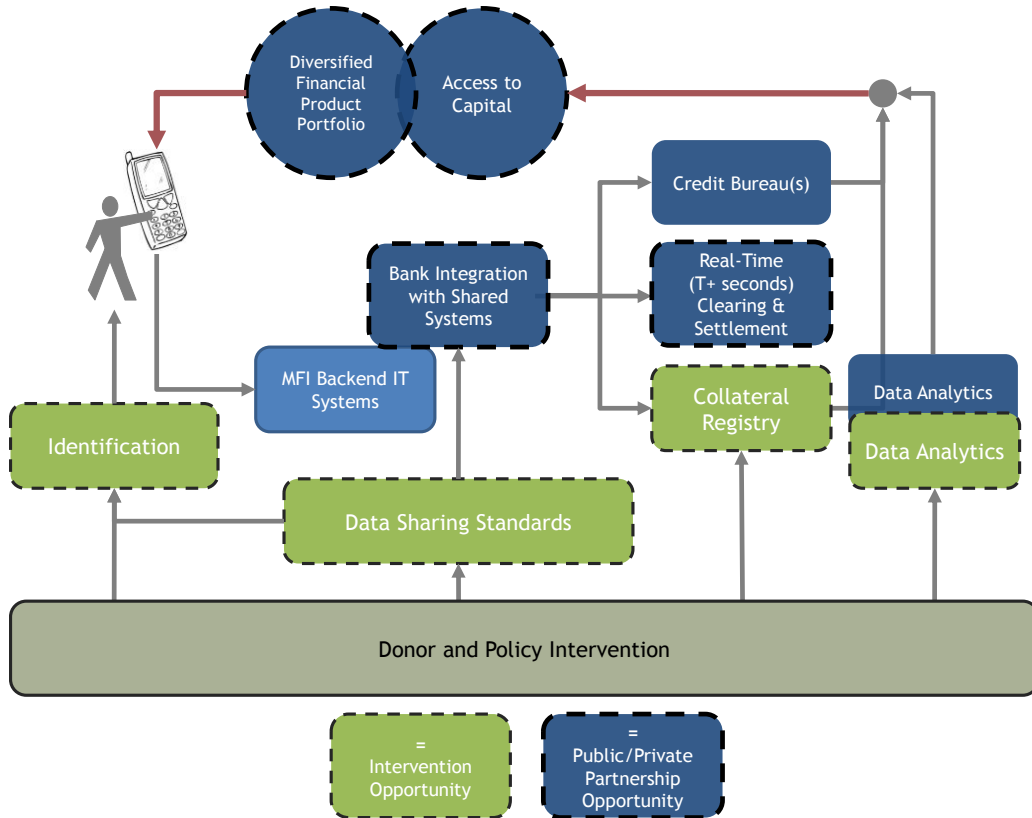 Diversified
Financial
Product
Portfolio
Access to
Capital
Credit Bureau(s)
Real-Time
(T+ seconds)
Clearing &
Settlement
Bank Integration
with Shared
Systems
MFI Backend IT
Systems
Collateral
Registry
Data Analytics
Data Analytics
Identification
Data Sharing Standards
Donor and Policy Intervention
=
Intervention
Opportunity
=
Public/Private
Partnership
Opportunity